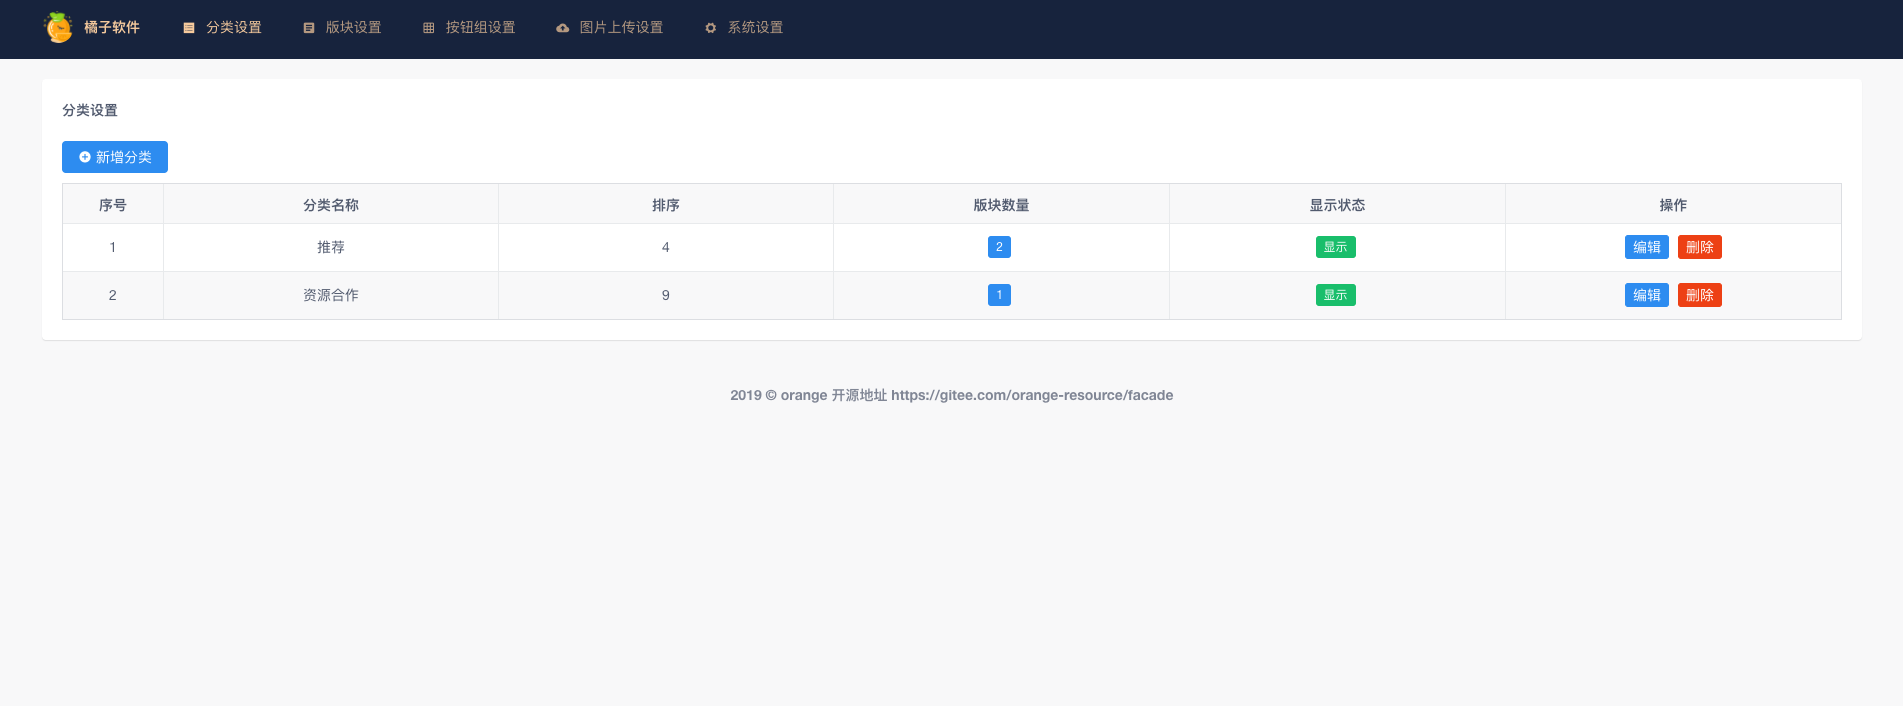 橘子软件 分类设置 版块设置 按钮组设置 图片上传设置 系统设置
分类设置
新增分类
序号 分类名称 排序 版块数量 显示状态 操作
1 推荐 4 2 显示 编辑 删除
2 资源合作 9 1 显示 编辑 删除
2019 © orange 开源地址 https://gitee.com/orange-resource/facade